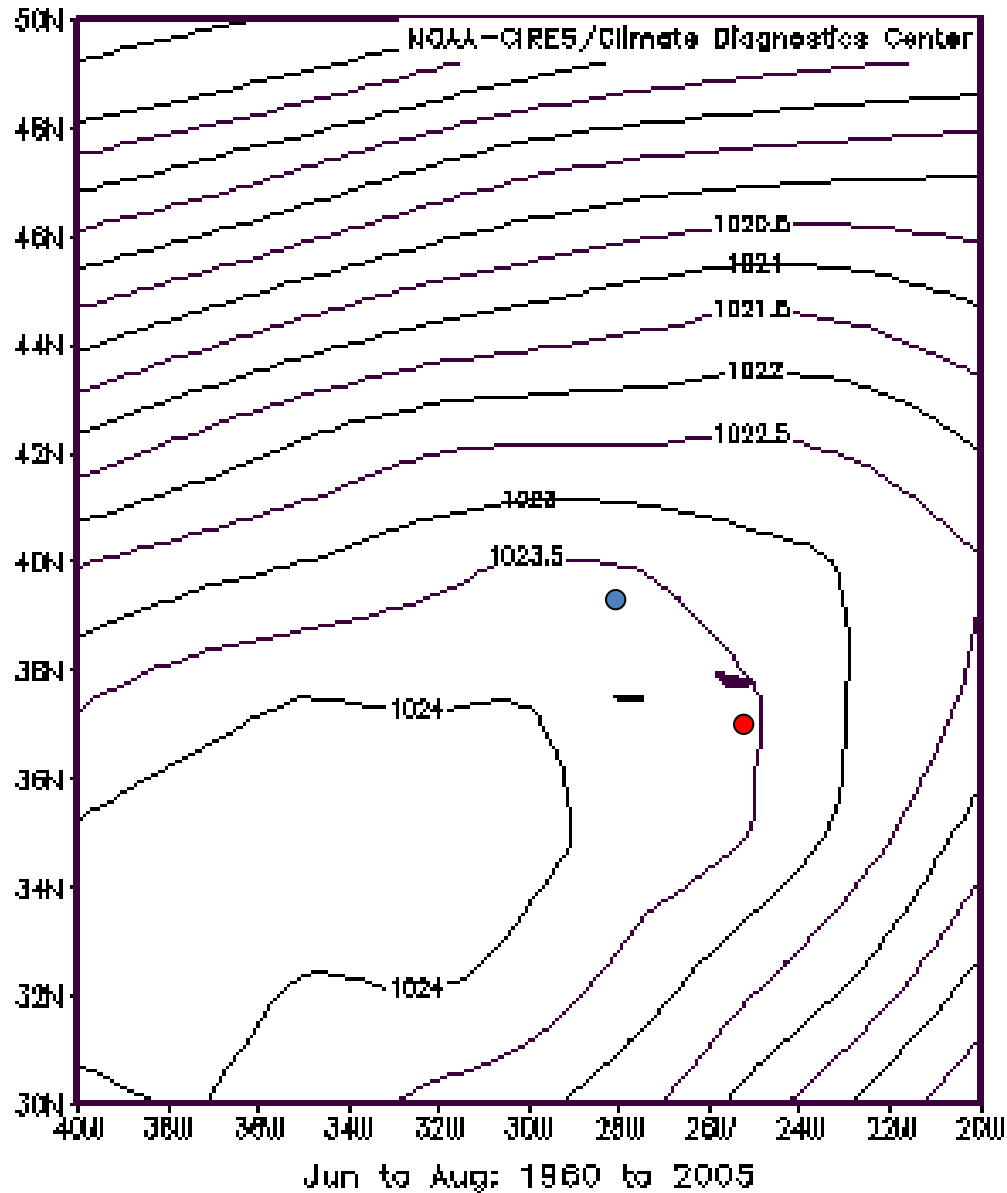 50N
NOAA-CIRES/Climate Diagnostics Center
48N
46N
1020.5
1021
1021.5
44N
1022
42N
1022.5
1023
40N
1023.5
38N
1024
36N
34N
32N
1024
30N
40W 38W 36W 34W 32W 30W 28W 26W 24W 22W 20W
Jun to Aug: 1960 to 2005